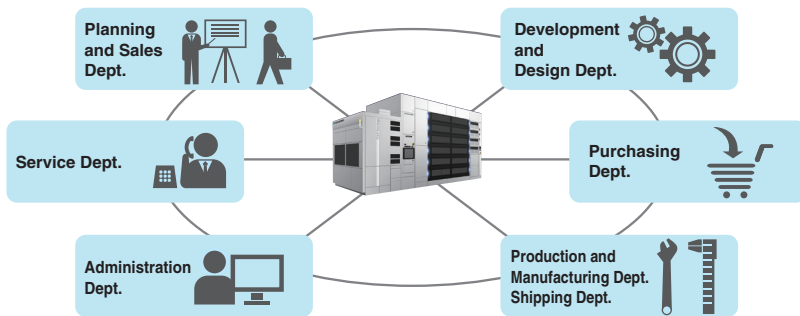 Planning
and Sales
Dept.
Development
and
Design Dept.
Service Dept.
Purchasing
Dept.
Administration
Dept.
Production and
Manufacturing Dept.
Shipping Dept.